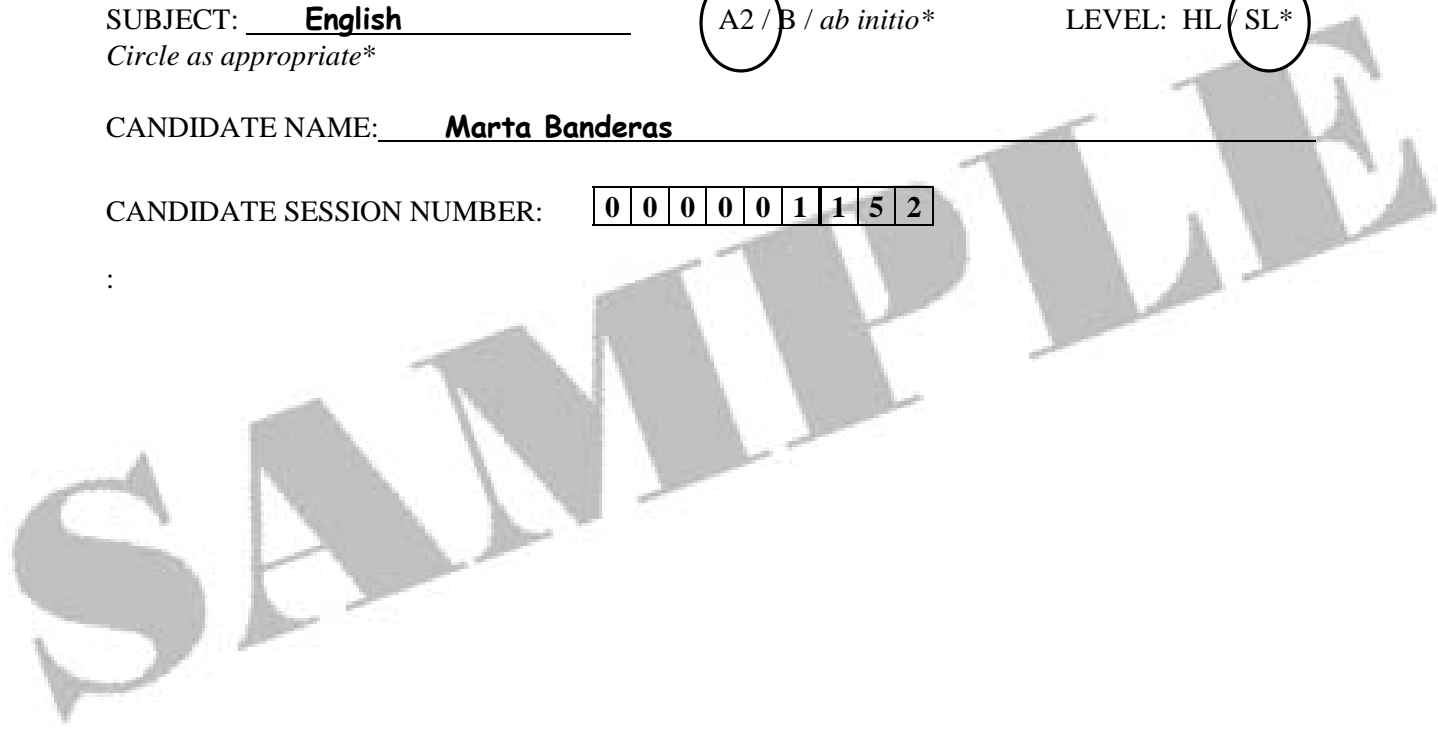 SUBJECT: English A2 / B / ab initio* LEVEL: HL / SL*
Circle as appropriate*
CANDIDATE NAME: Marta Banderas
CANDIDATE SESSION NUMBER: 0 0 0 0 0 1 1 5 2
:
SAMPLE